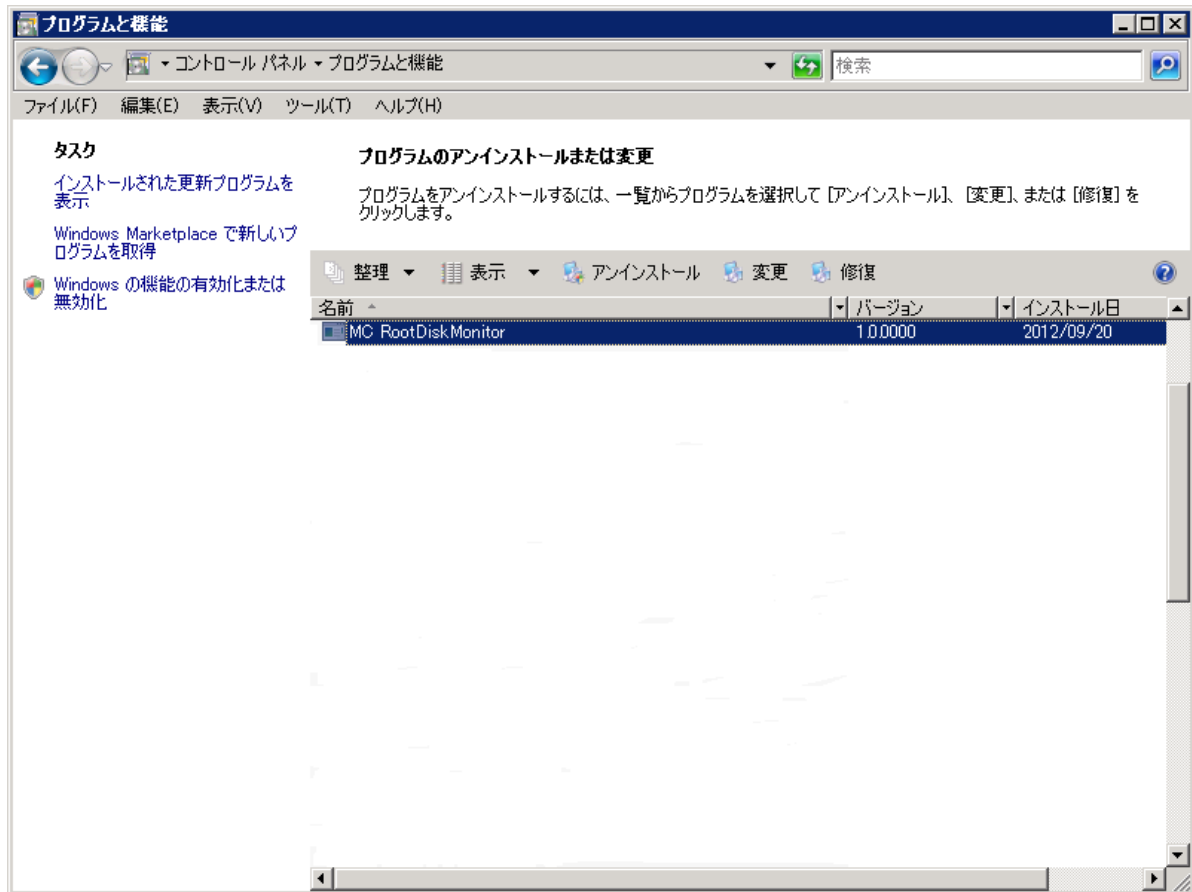 プログラムと機能
コントロール パネル プログラムと機能
検索
ファイル(F) 編集(E) 表示(V) ツール(T) ヘルプ(H)
タスク
インストールされた更新プログラムを
表示
Windows Marketplace で新しいプ
ログラムを取得
Windows の機能の有効化または
無効化
プログラムのアンインストールまたは変更
プログラムをアンインストールするには、一覧からプログラムを選択して [アンインストール]、[変更]、または [修復] を
クリックします。
整理 表示 アンインストール 変更 修復
名前 バージョン インストール日
MC RootDiskMonitor 1.0.0000 2012/09/20